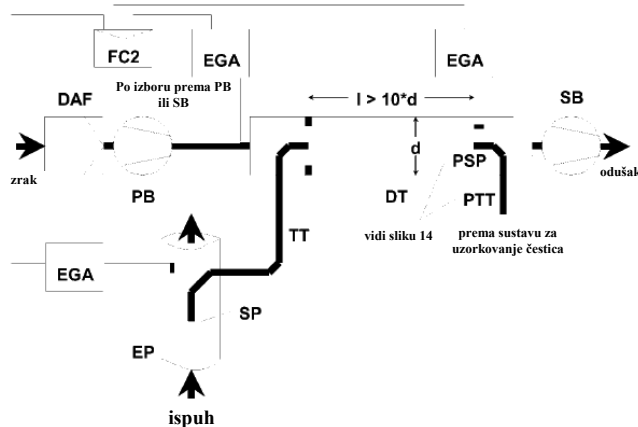 FC2
EGA
EGA
Po izboru prema PB
ili SB
l > 10*d
DAF
SB
d
zrak
PSP
odušak
PB
DT
PTT
TT
vidi sliku 14
prema sustavu za
uzorkovanje čestica
EGA
SP
EP
ispuh